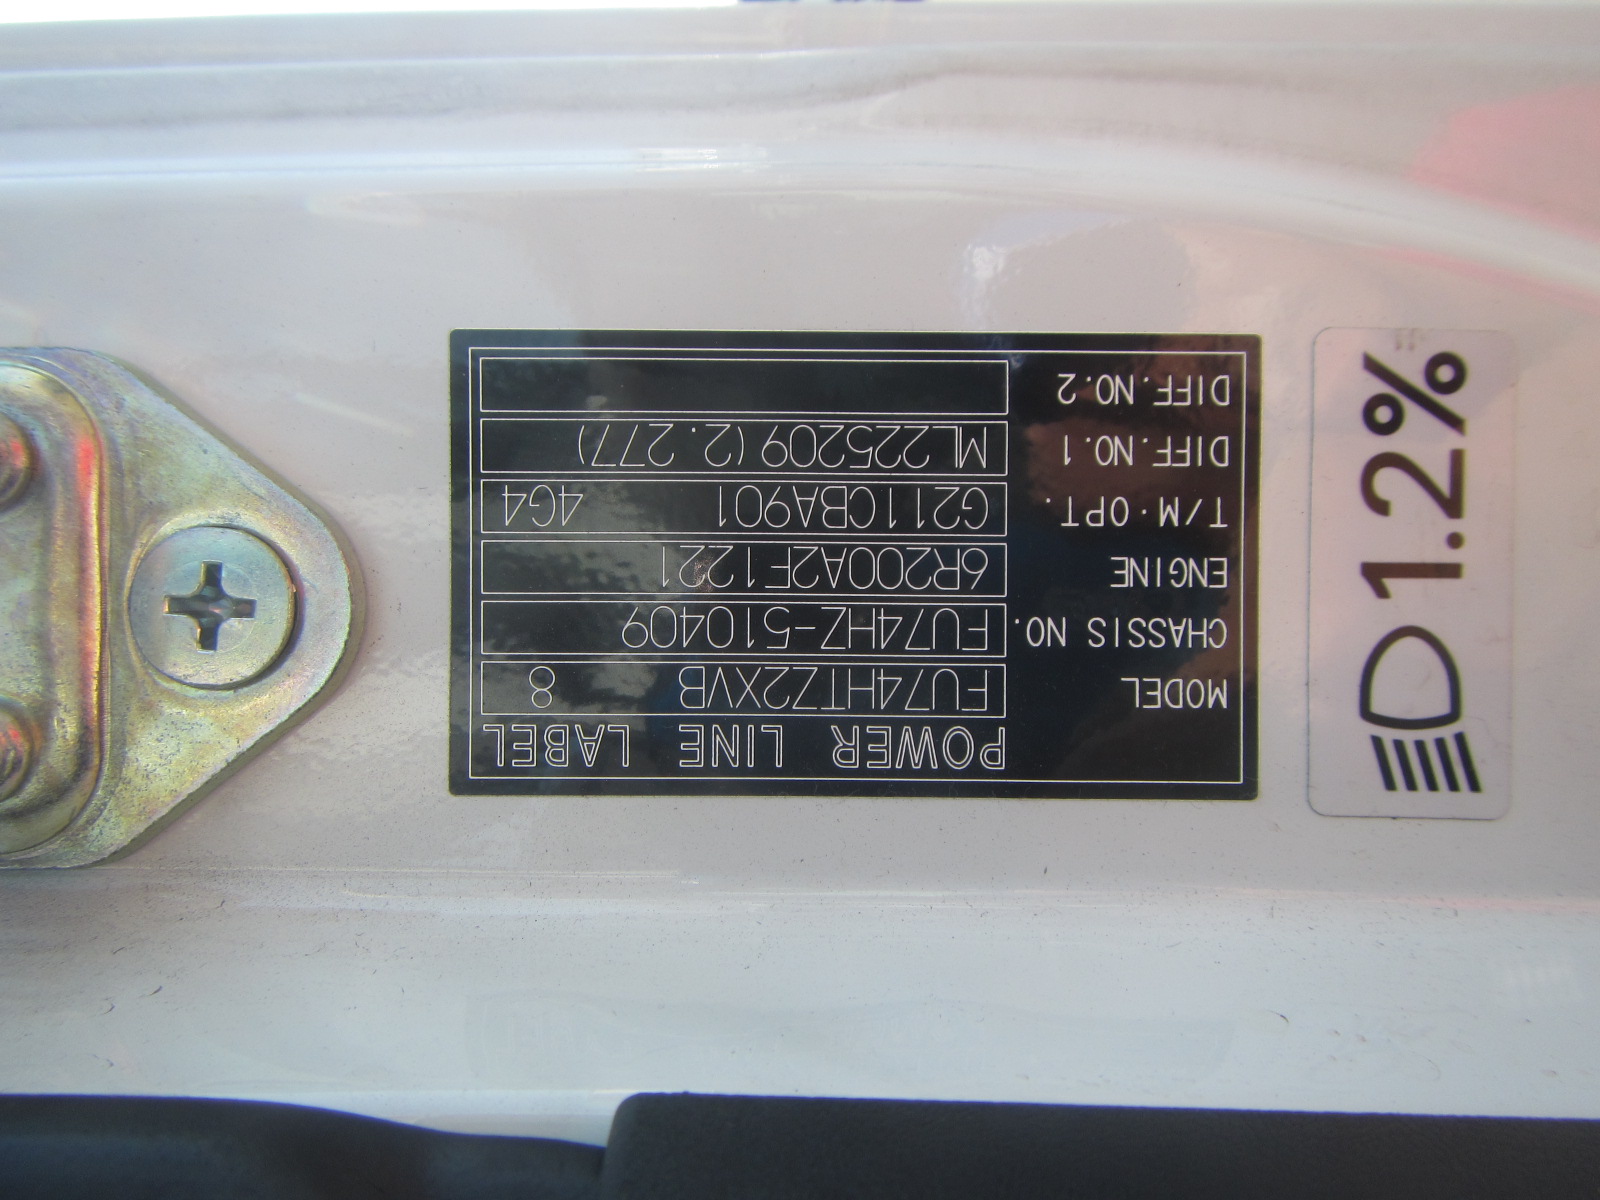 POWER LINE LABEL
MODEL FU74HTZ2XVB 8
CHASSIS NO. FU74HZ-510409
ENGINE 6R200A2F1221
T/M.OPT. G211CBA901 4G4
DIFF.NO.1 ML225209(2.277)
DIFF.NO.2
1.2%